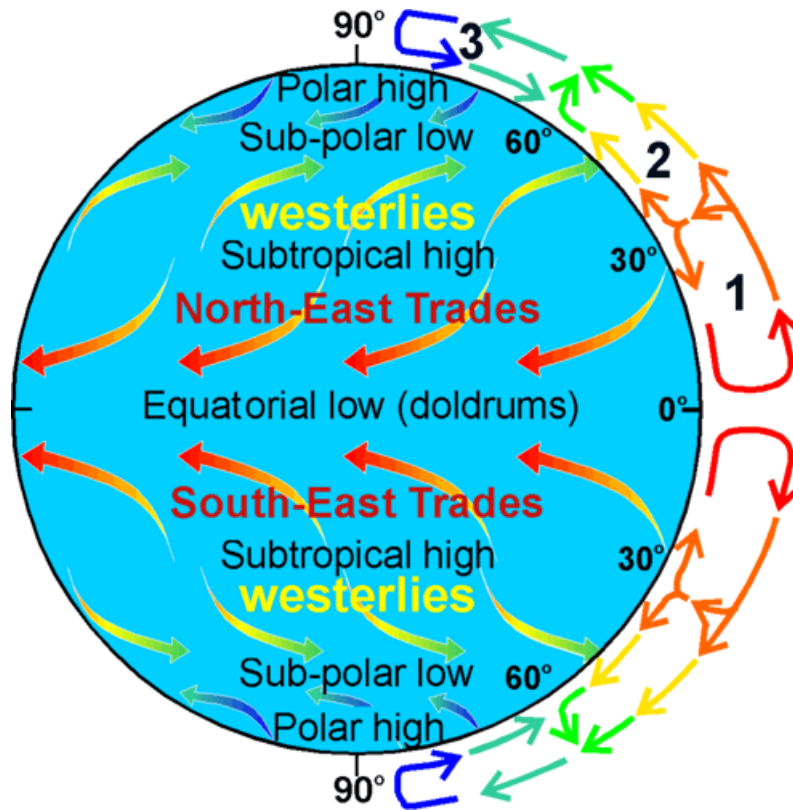 90°
3
Polar high
Sub-polar low
60°
2
westerlies
Subtropical high
30°
1
North-East Trades
Equatorial low (doldrums)
0°
South-East Trades
Subtropical high
30°
westerlies
Sub-polar low
60°
Polar high
90°